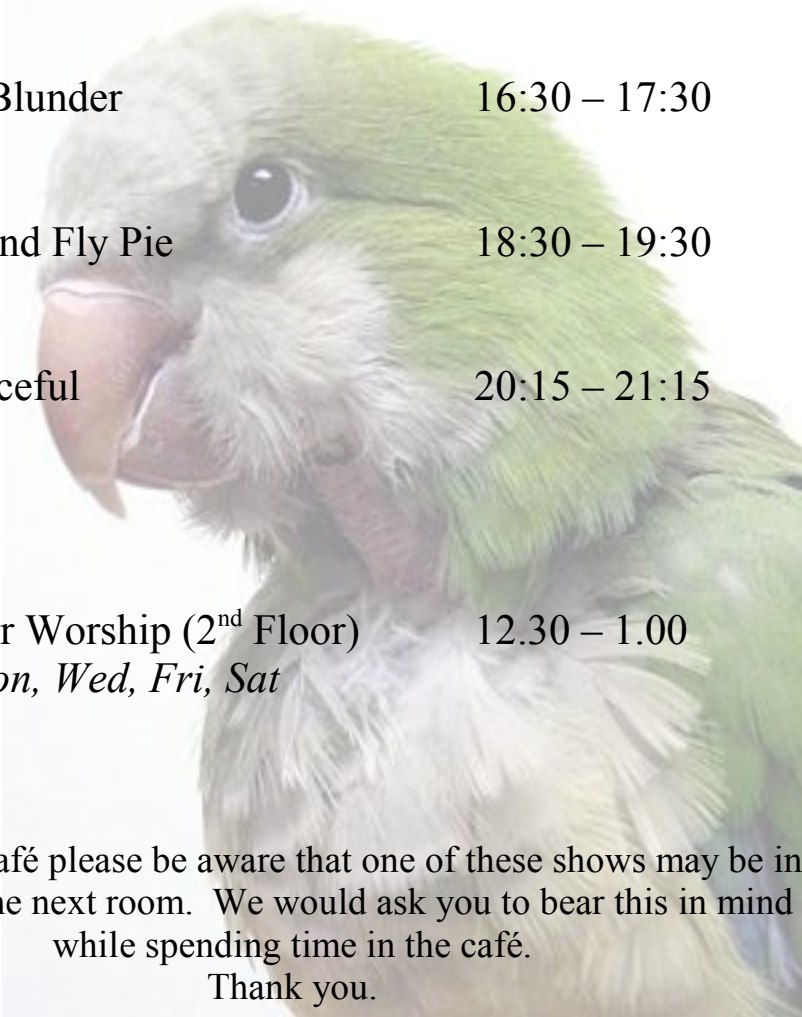 Blunder 16:30 – 17:30
nd Fly Pie 18:30 – 19:30
ceful 20:15 – 21:15
r Worship (2nd Floor) 12.30 – 1.00
on, Wed, Fri, Sat
afé please be aware that one of these shows may be in
he next room.  We would ask you to bear this in mind
while spending time in the café.
Thank you.